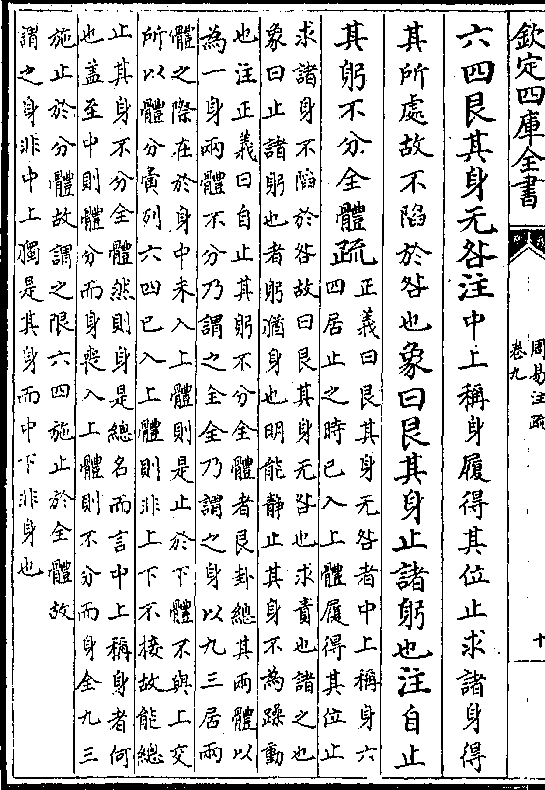 欽定四庫全書
周易注疏
卷九
十
六四艮其身无咎注中上稱身履得其位止求諸身得
其所處故不陷於咎也象曰艮其身止諸躬也注自止
其躬不分全體疏
正義曰艮其身无咎者中上稱身六
四居止之時已入上體履得其位止
求諸身不陷於咎故曰艮其身无咎也求責也諸之也
象曰止諸躬也者躬猶身也明能靜止其身不為躁動
也注正義曰自止其躬不分全體者艮卦總其兩體以
為一身兩體不分乃謂之全全乃謂之身以九三居兩
體之際在於身中未入上體則是止於下體不與上交
所以體分夤列六四已入上體則非上下不接故能總
止其身不分全體然則身是總名而言中上稱身者何
也蓋至中則體分而身喪入上體則不分而身全九三
施止於分體故謂之限六四施止於全體故
謂之身非中上獨是其身而中下非身也